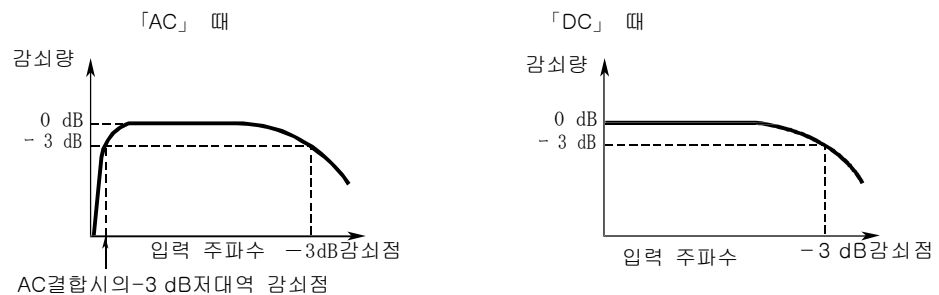 「AC」 때
감쇠량
0 dB
－3 dB
입력 주파수
－3dB감쇠점
AC결합시의-3 dB저대역 감쇠점
「DC」 때
감쇠량
0 dB
－3 dB
입력 주파수
－3 dB감쇠점